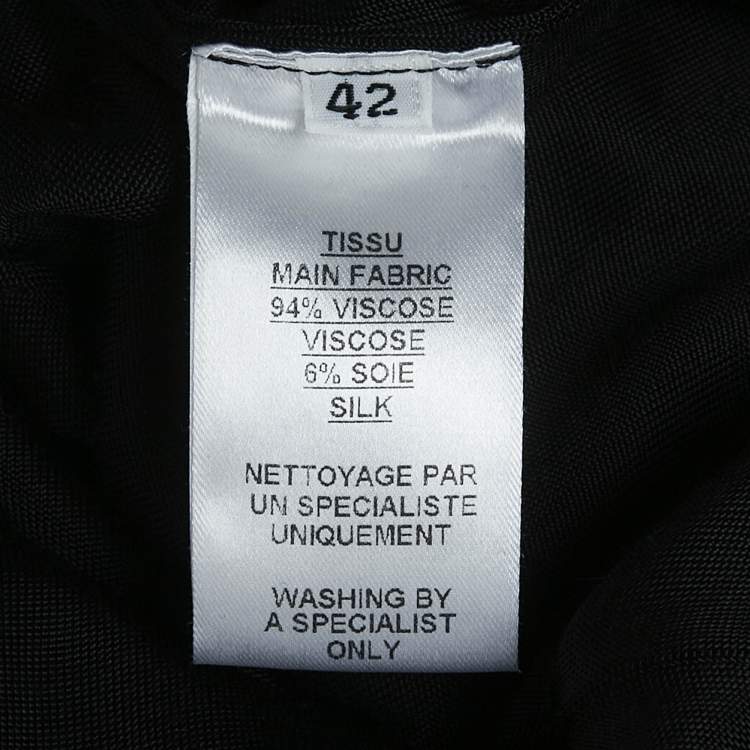 42
TISSU
MAIN FABRIC
94% VISCOSE
VISCOSE
6% SOIE
SILK
NETTOYAGE PAR
UN SPECIALISTE
UNIQUEMENT
WASHING BY
A SPECIALIST
ONLY